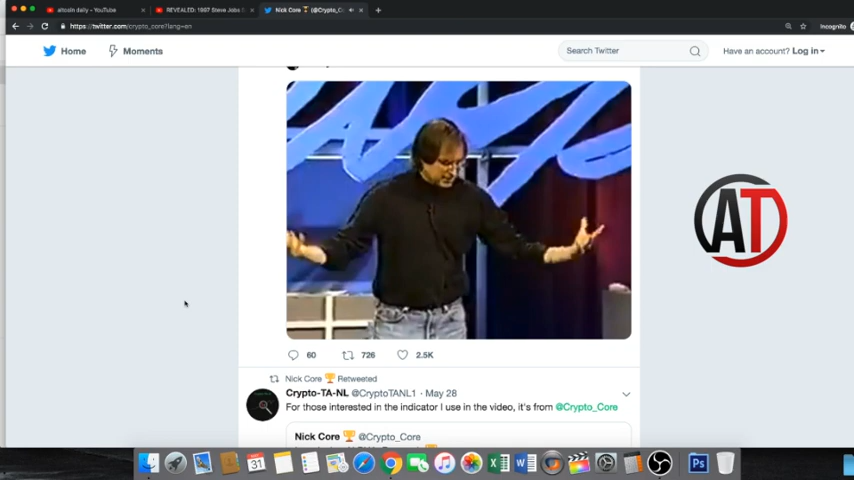 altcoin daily - YouTube
REVEALED: 1997 Steve Jobs
Nick Core 🏆 (@Crypto_Co
https://twitter.com/crypto_core?lang=en
Incognito
Home
Moments
Search Twitter
Have an account? Log in
AT
60
726
2.5K
Nick Core 🏆 Retweeted
Crypto-TA-NL @CryptoTANL1 · May 28
For those interested in the indicator I use in the video, it's from @Crypto_Core
Nick Core 🏆 @Crypto_Core
31
W
Ps